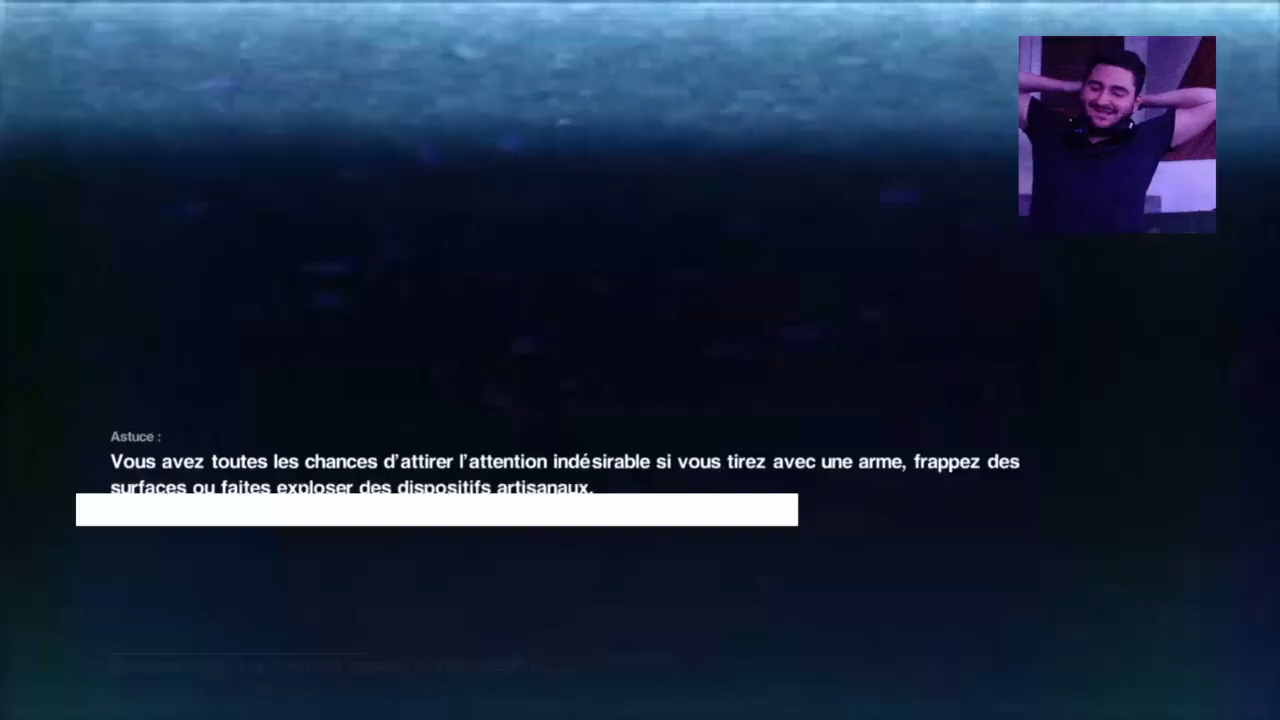 Astuce :
Vous avez toutes les chances d'attirer l'attention indésirable si vous tirez avec une arme, frappez des
surfaces ou faites exploser des dispositifs artisanaux.